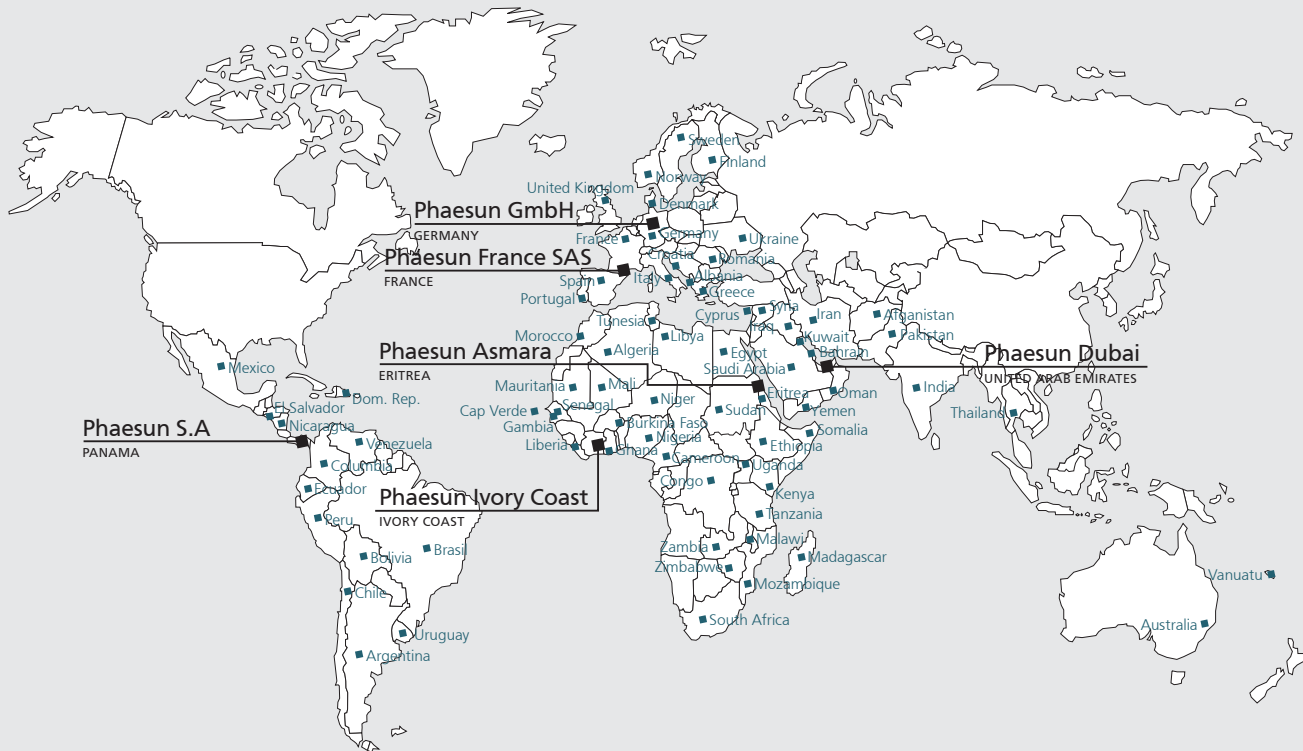 Sweden
Finland
Norway
United Kingdom
Denmark
Phaesun GmbH
GERMANY
Germany
France
Ukraine
Croatia
Romania
Phaesun France SAS
FRANCE
Italy
Albania
Spain
Greece
Portugal
Cyprus
Syria
Iran
Afganistan
Tunesia
Iraq
Morocco
Libya
Kuwait
Pakistan
Phaesun Asmara
ERITREA
Algeria
Egypt
Bahrain
Phaesun Dubai
UNITED ARAB EMIRATES
Mexico
Saudi Arabia
Mauritania
Mali
India
Dom. Rep.
Niger
Eritrea
Oman
El Salvador
Cap Verde
Senegal
Sudan
Yemen
Thailand
Nicaragua
Gambia
Burkina Faso
Somalia
Phaesun S.A
PANAMA
Venezuela
Liberia
Ghana
Nigeria
Ethiopia
Columbia
Cameroon
Uganda
Ecuador
Congo
Kenya
Phaesun Ivory Coast
IVORY COAST
Peru
Tanzania
Brasil
Bolivia
Zambia
Malawi
Madagascar
Zimbabwe
Mozambique
Vanuatu
Chile
South Africa
Australia
Uruguay
Argentina